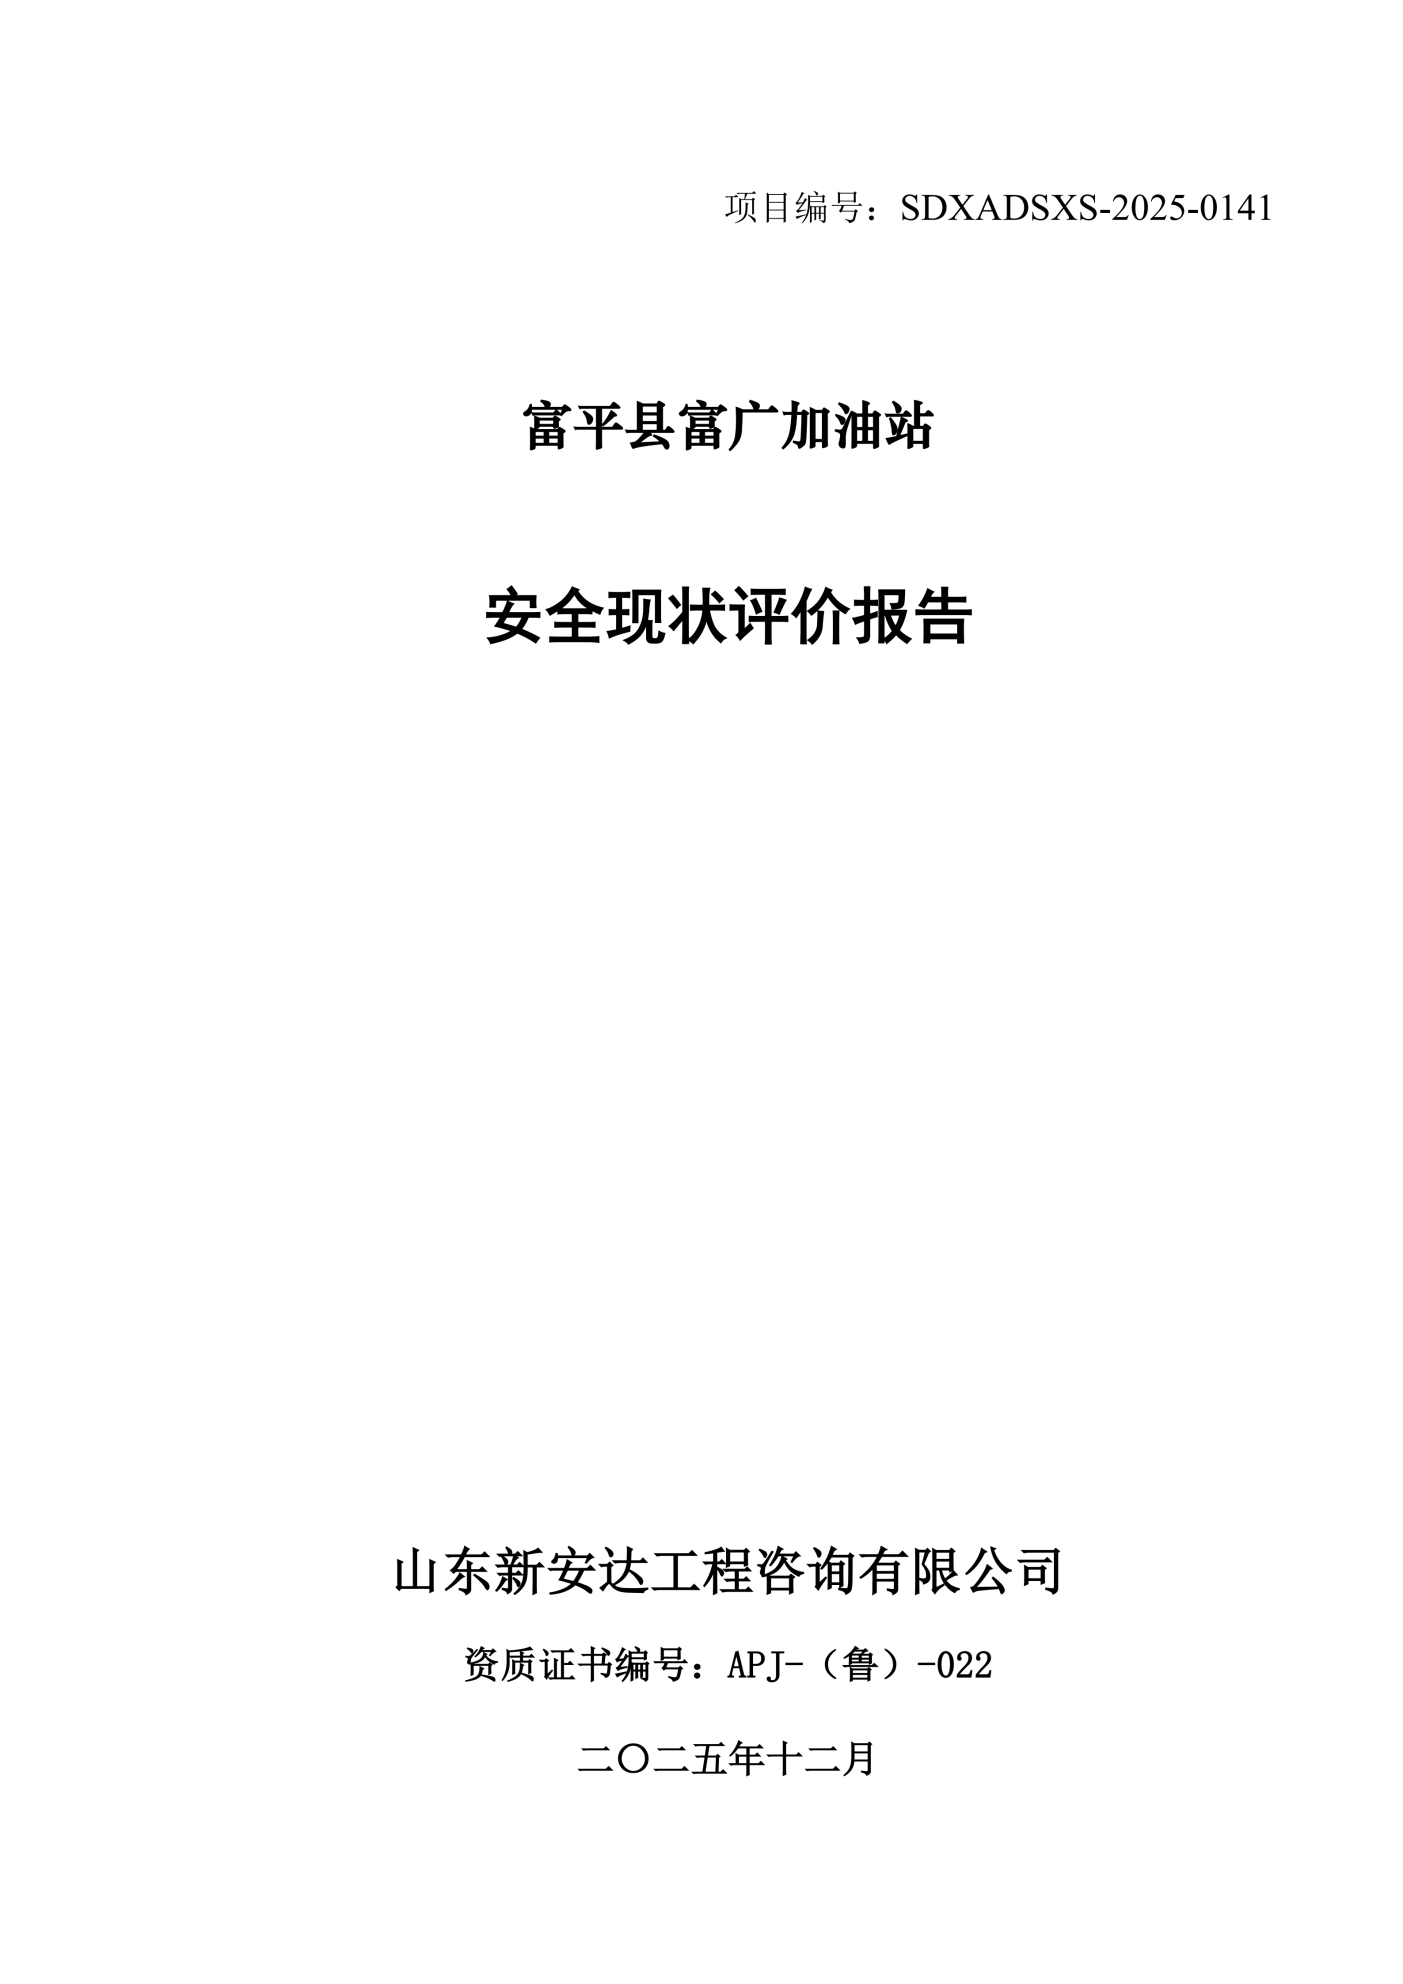 项目编号：SDXADSXS-2025-0141
富平县富广加油站
安全现状评价报告
山东新安达工程咨询有限公司
资质证书编号：APJ-（鲁）-022
二〇二五年十二月